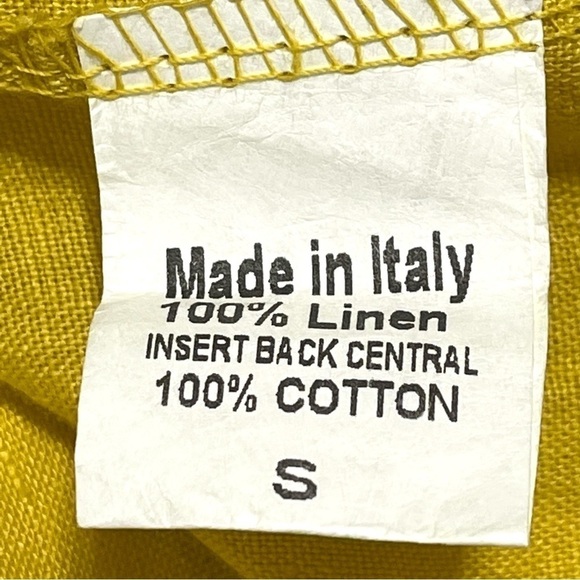 Made in Italy
100% Linen
INSERT BACK CENTRAL
100% COTTON
S